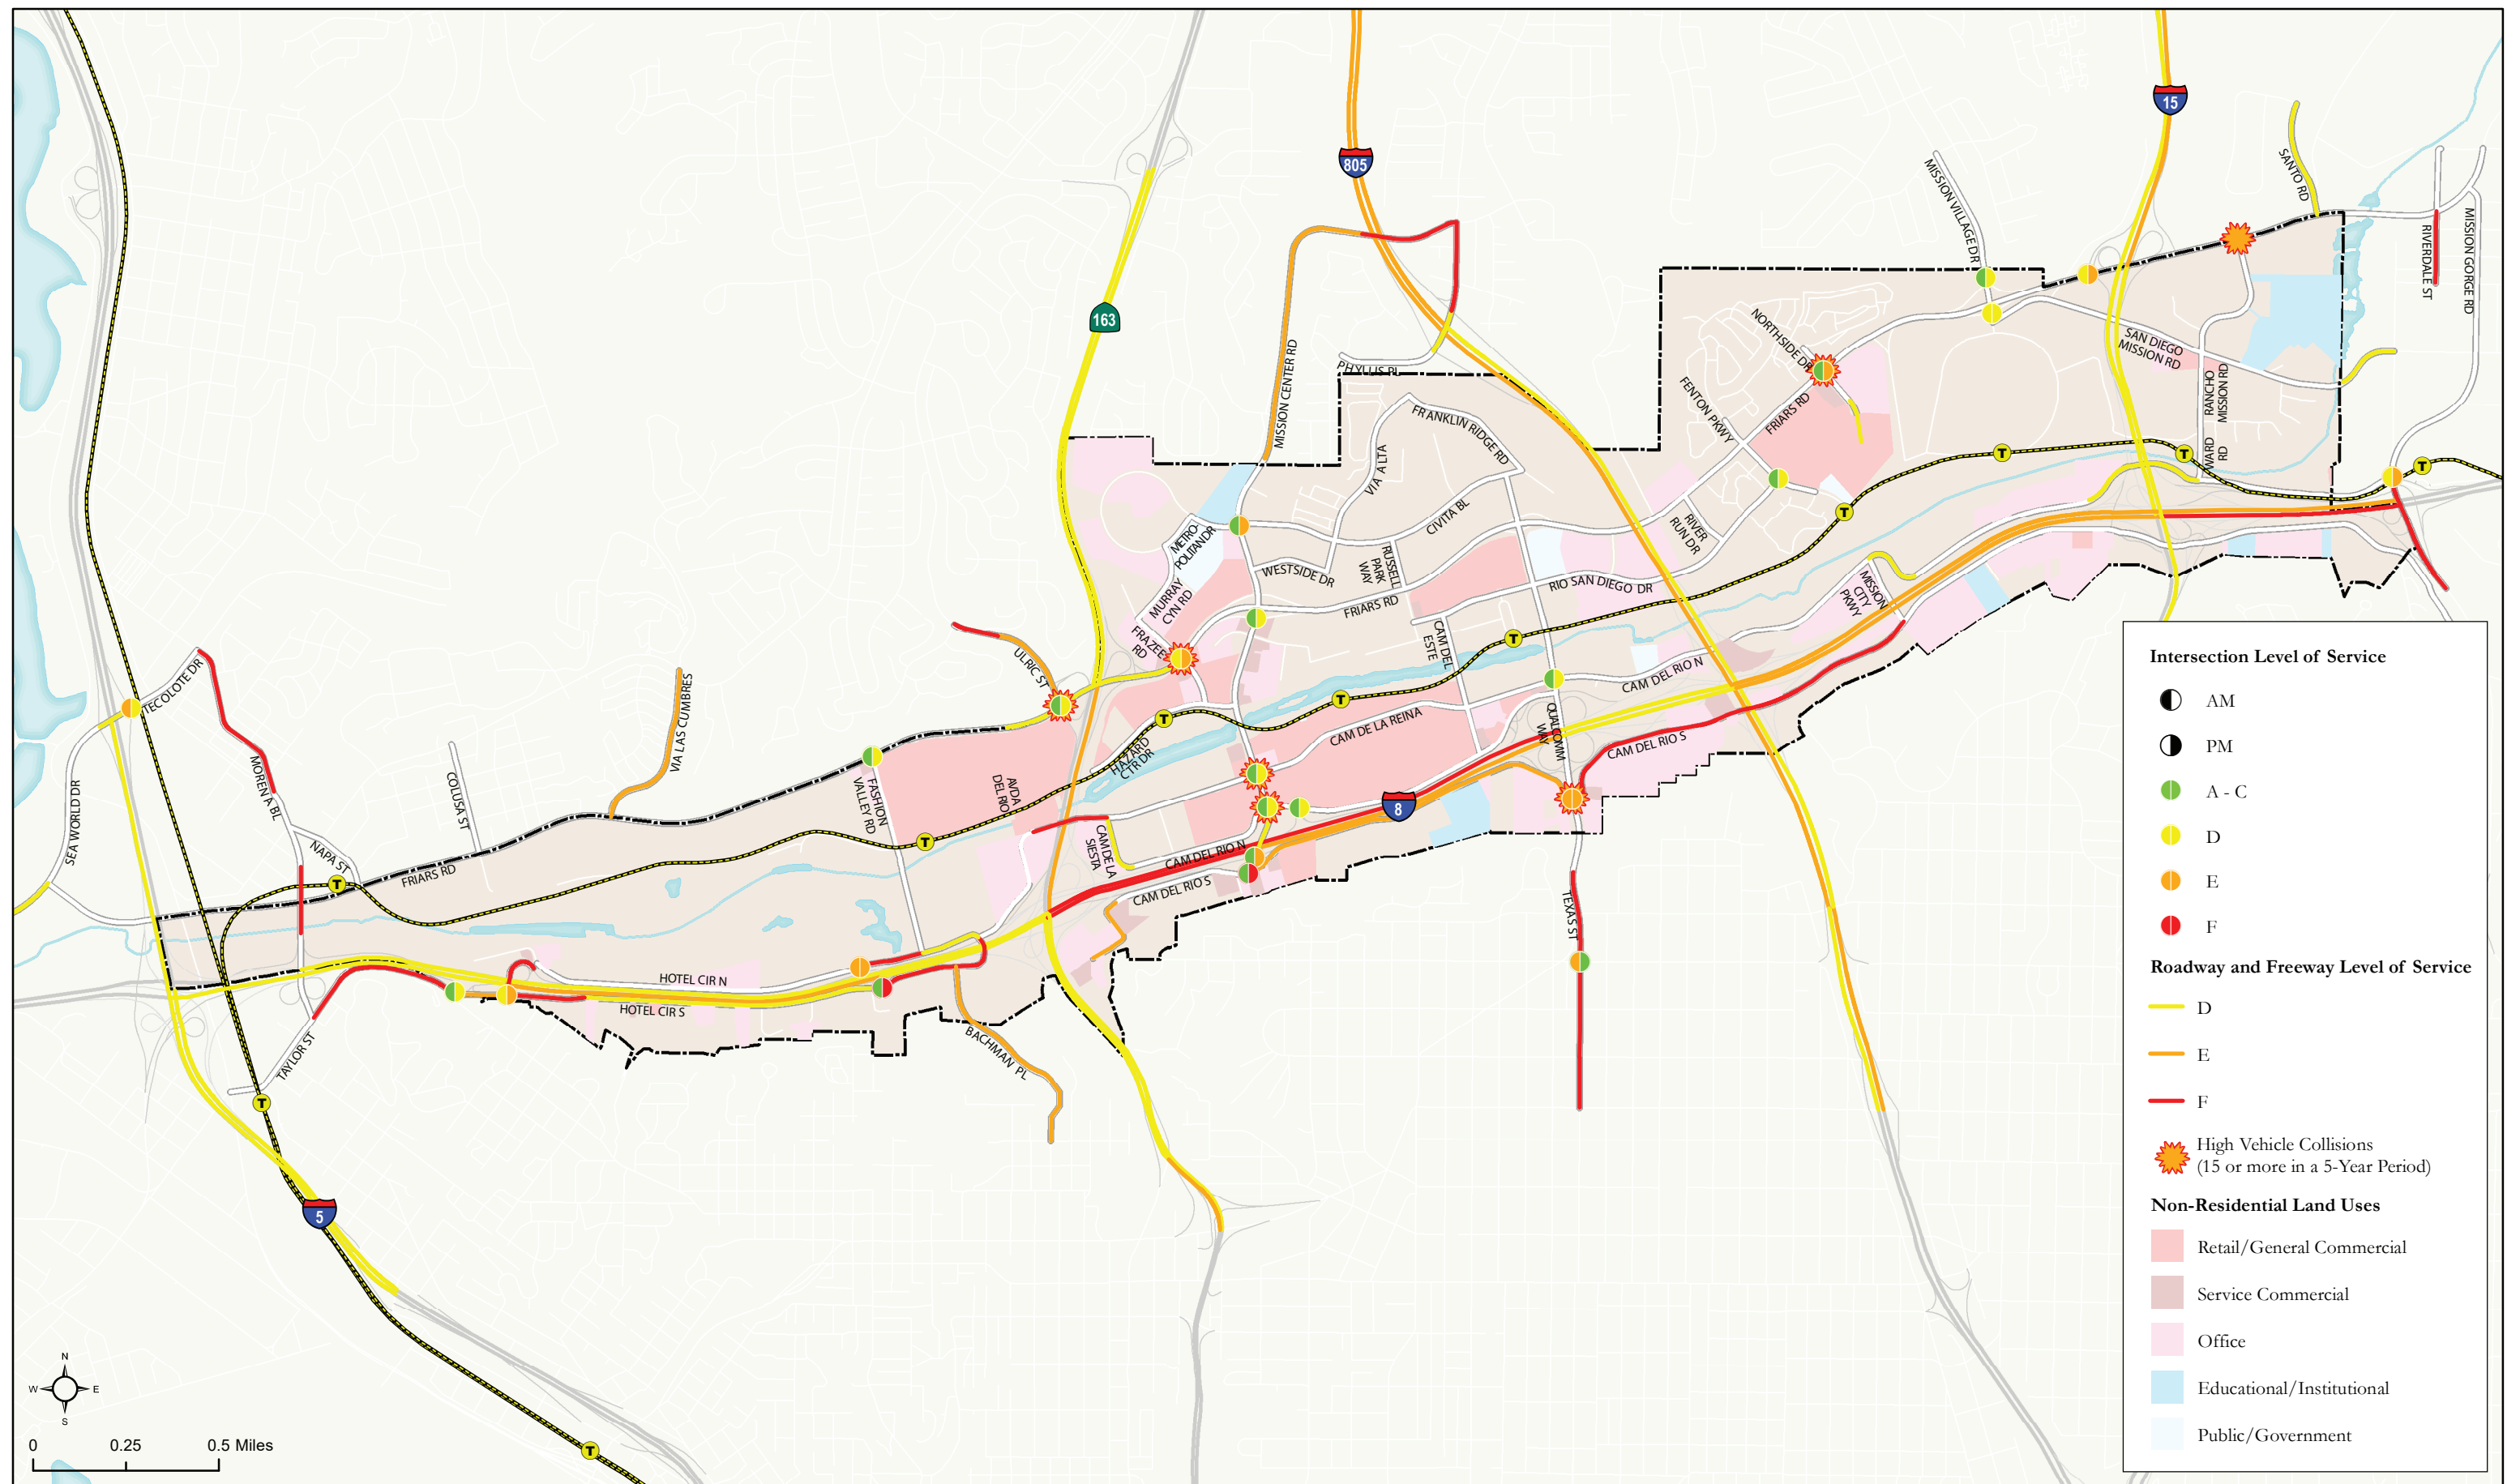 15
805
SANTO RD
MISSION VILLAGE DR
RIVERDALE ST
MISSION GORGE RD
163
NORTHSIDE DR
SAN DIEGO
MISSION RD
MISSION CENTER RD
PHYLLIS PL
FENTON PKWY
FRIARS RD
RANCHO
MISSION RD
FRANKLIN RIDGE RD
VIA ALTA
WARD
RD
T
T
T
CIVITA BL
T
METRO-
POLITAN DR
RIVER
RUN DR
RUSSELL
PARK
WAY
WESTSIDE DR
MURRAY
CYN RD
RIO SAN DIEGO DR
MISSION
CITY
PKWY
FRIARS RD
FRAZEE
RD
CAM DEL
ESTE
T
ULRIC ST
TECOLOTE DR
VIA LAS CUMBRES
CAM DEL RIO N
T
T
CAM DE LA REINA
QUALCOMM
WAY
CAM DEL RIO S
HAZARD
CTR DR
MORENA BL
COLUSA ST
SEA WORLD DR
FASHION
VALLEY RD
AVDA
DEL RIO
8
T
CAM DE LA
SIESTA
CAM DEL RIO N
NAPA ST
T
FRIARS RD
CAM DEL RIO S
TEXAS ST
HOTEL CIR N
HOTEL CIR S
BACHMAN PL
TAYLOR ST
T
5
T
Intersection Level of Service
AM
PM
A - C
D
E
F
Roadway and Freeway Level of Service
D
E
F
High Vehicle Collisions
(15 or more in a 5-Year Period)
Non-Residential Land Uses
Retail/General Commercial
Service Commercial
Office
Educational/Institutional
Public/Government
N
W
E
S
0
0.25
0.5 Miles